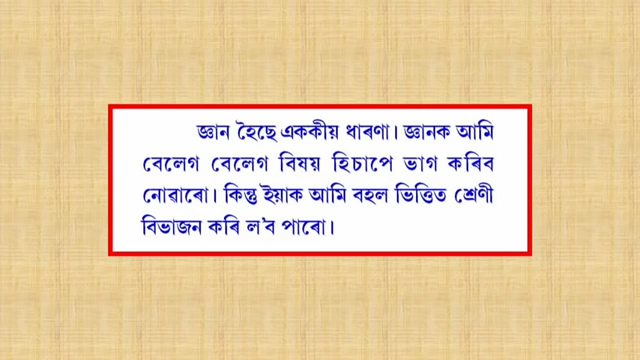 জ্ঞান হৈছে এককীয় ধাৰণা। জ্ঞানক আমি
বেলেগ বেলেগ বিষয় হিচাপে ভাগ কৰিব
নোৱাৰো। কিন্তু ইয়াক আমি বহল ভিত্তিত শ্ৰেণী
বিভাজন কৰি ল'ব পাৰো।